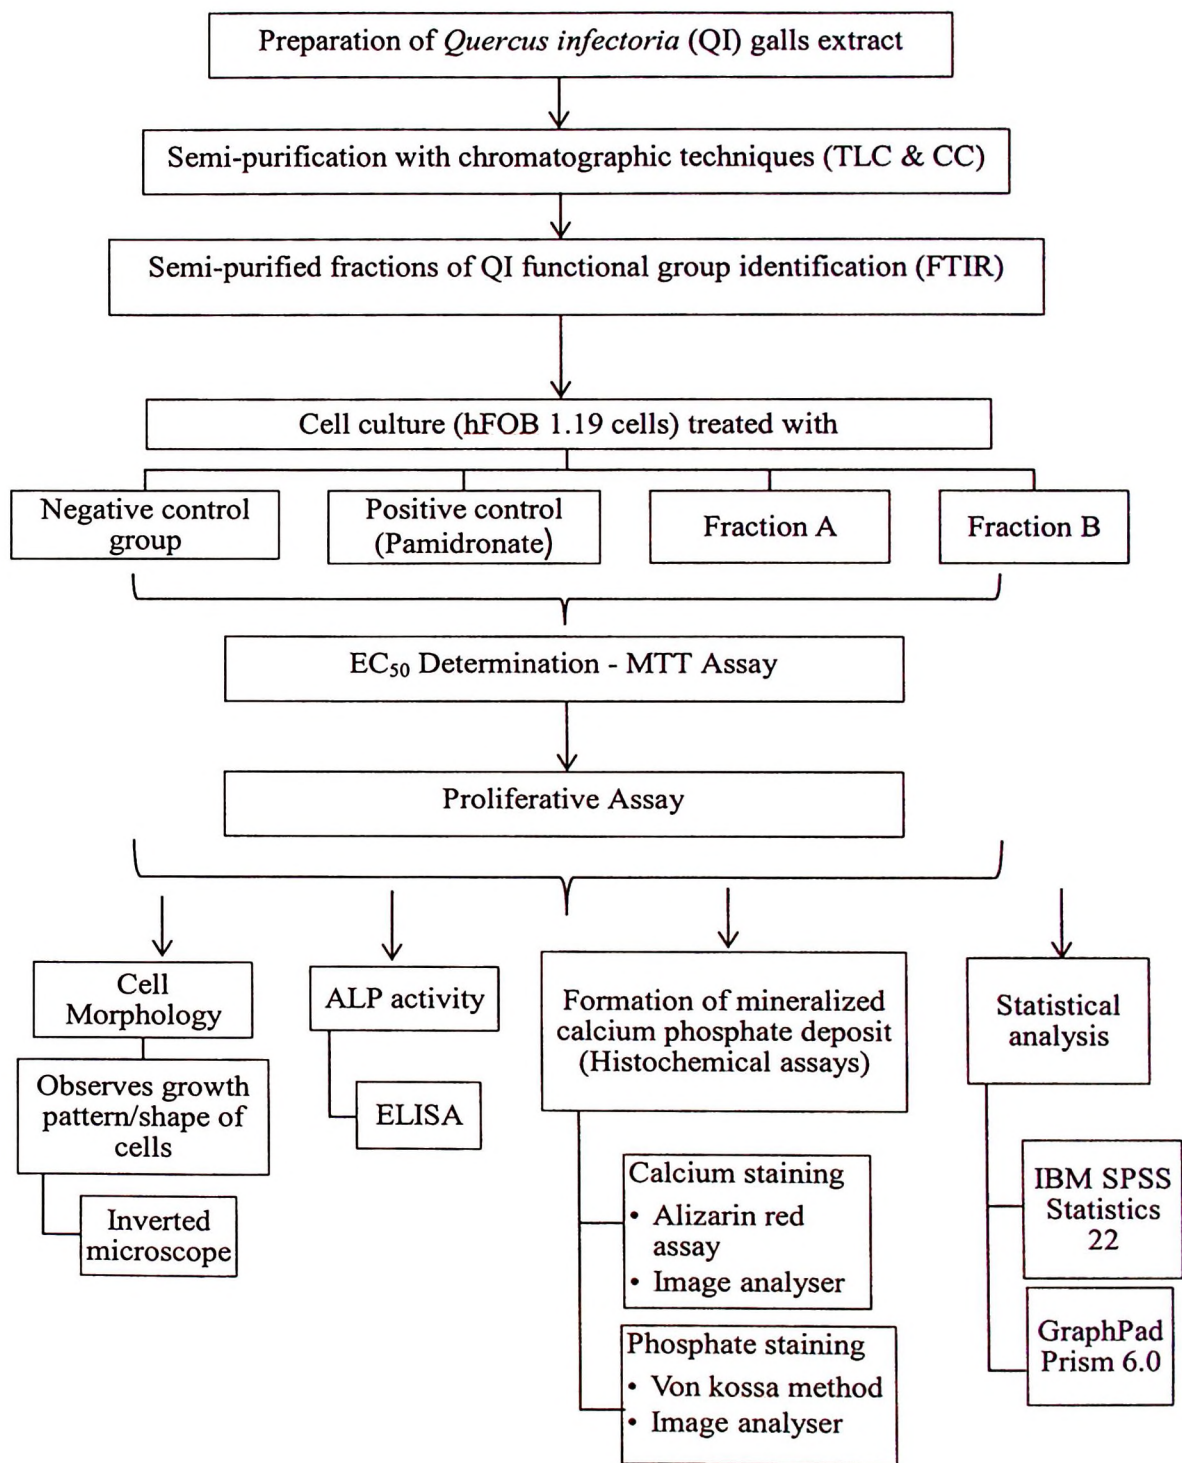 Preparation of Quercus infectoria (QI) galls extract
Semi-purification with chromatographic techniques (TLC & CC)
Semi-purified fractions of QI functional group identification (FTIR)
Cell culture (hFOB 1.19 cells) treated with
Negative control
group
Positive control
(Pamidronate)
Fraction A
Fraction B
EC₅₀ Determination - MTT Assay
Proliferative Assay
Cell
Morphology
Observes growth
pattern/shape of
cells
Inverted
microscope
ALP activity
ELISA
Formation of mineralized
calcium phosphate deposit
(Histochemical assays)
Calcium staining
• Alizarin red
assay
• Image analyser
Phosphate staining
• Von kossa method
• Image analyser
Statistical
analysis
IBM SPSS
Statistics
22
GraphPad
Prism 6.0